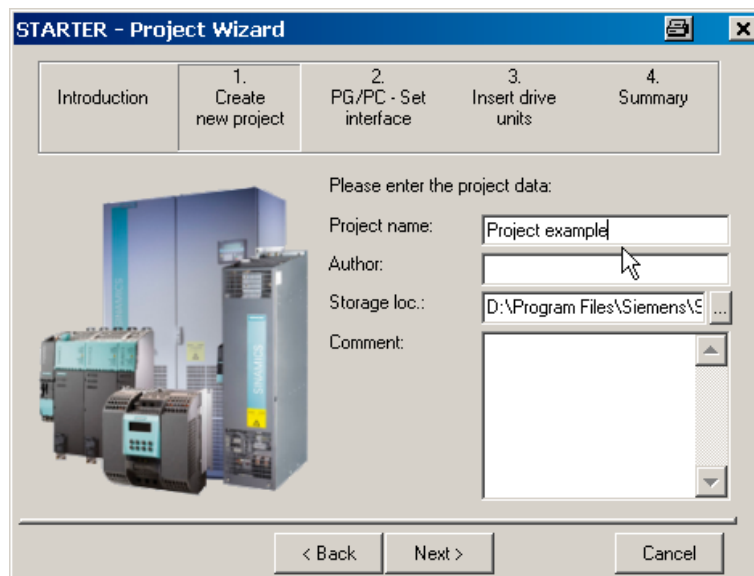 STARTER - Project Wizard
Introduction
1.
Create
new project
2.
PG/PC - Set
interface
3.
Insert drive
units
4.
Summary
Please enter the project data:
Project name:
Project example
Author:
Storage loc.:
D:\Program Files\Siemens\S
...
Comment:
SINAMICS
SINAMICS
< Back
Next >
Cancel